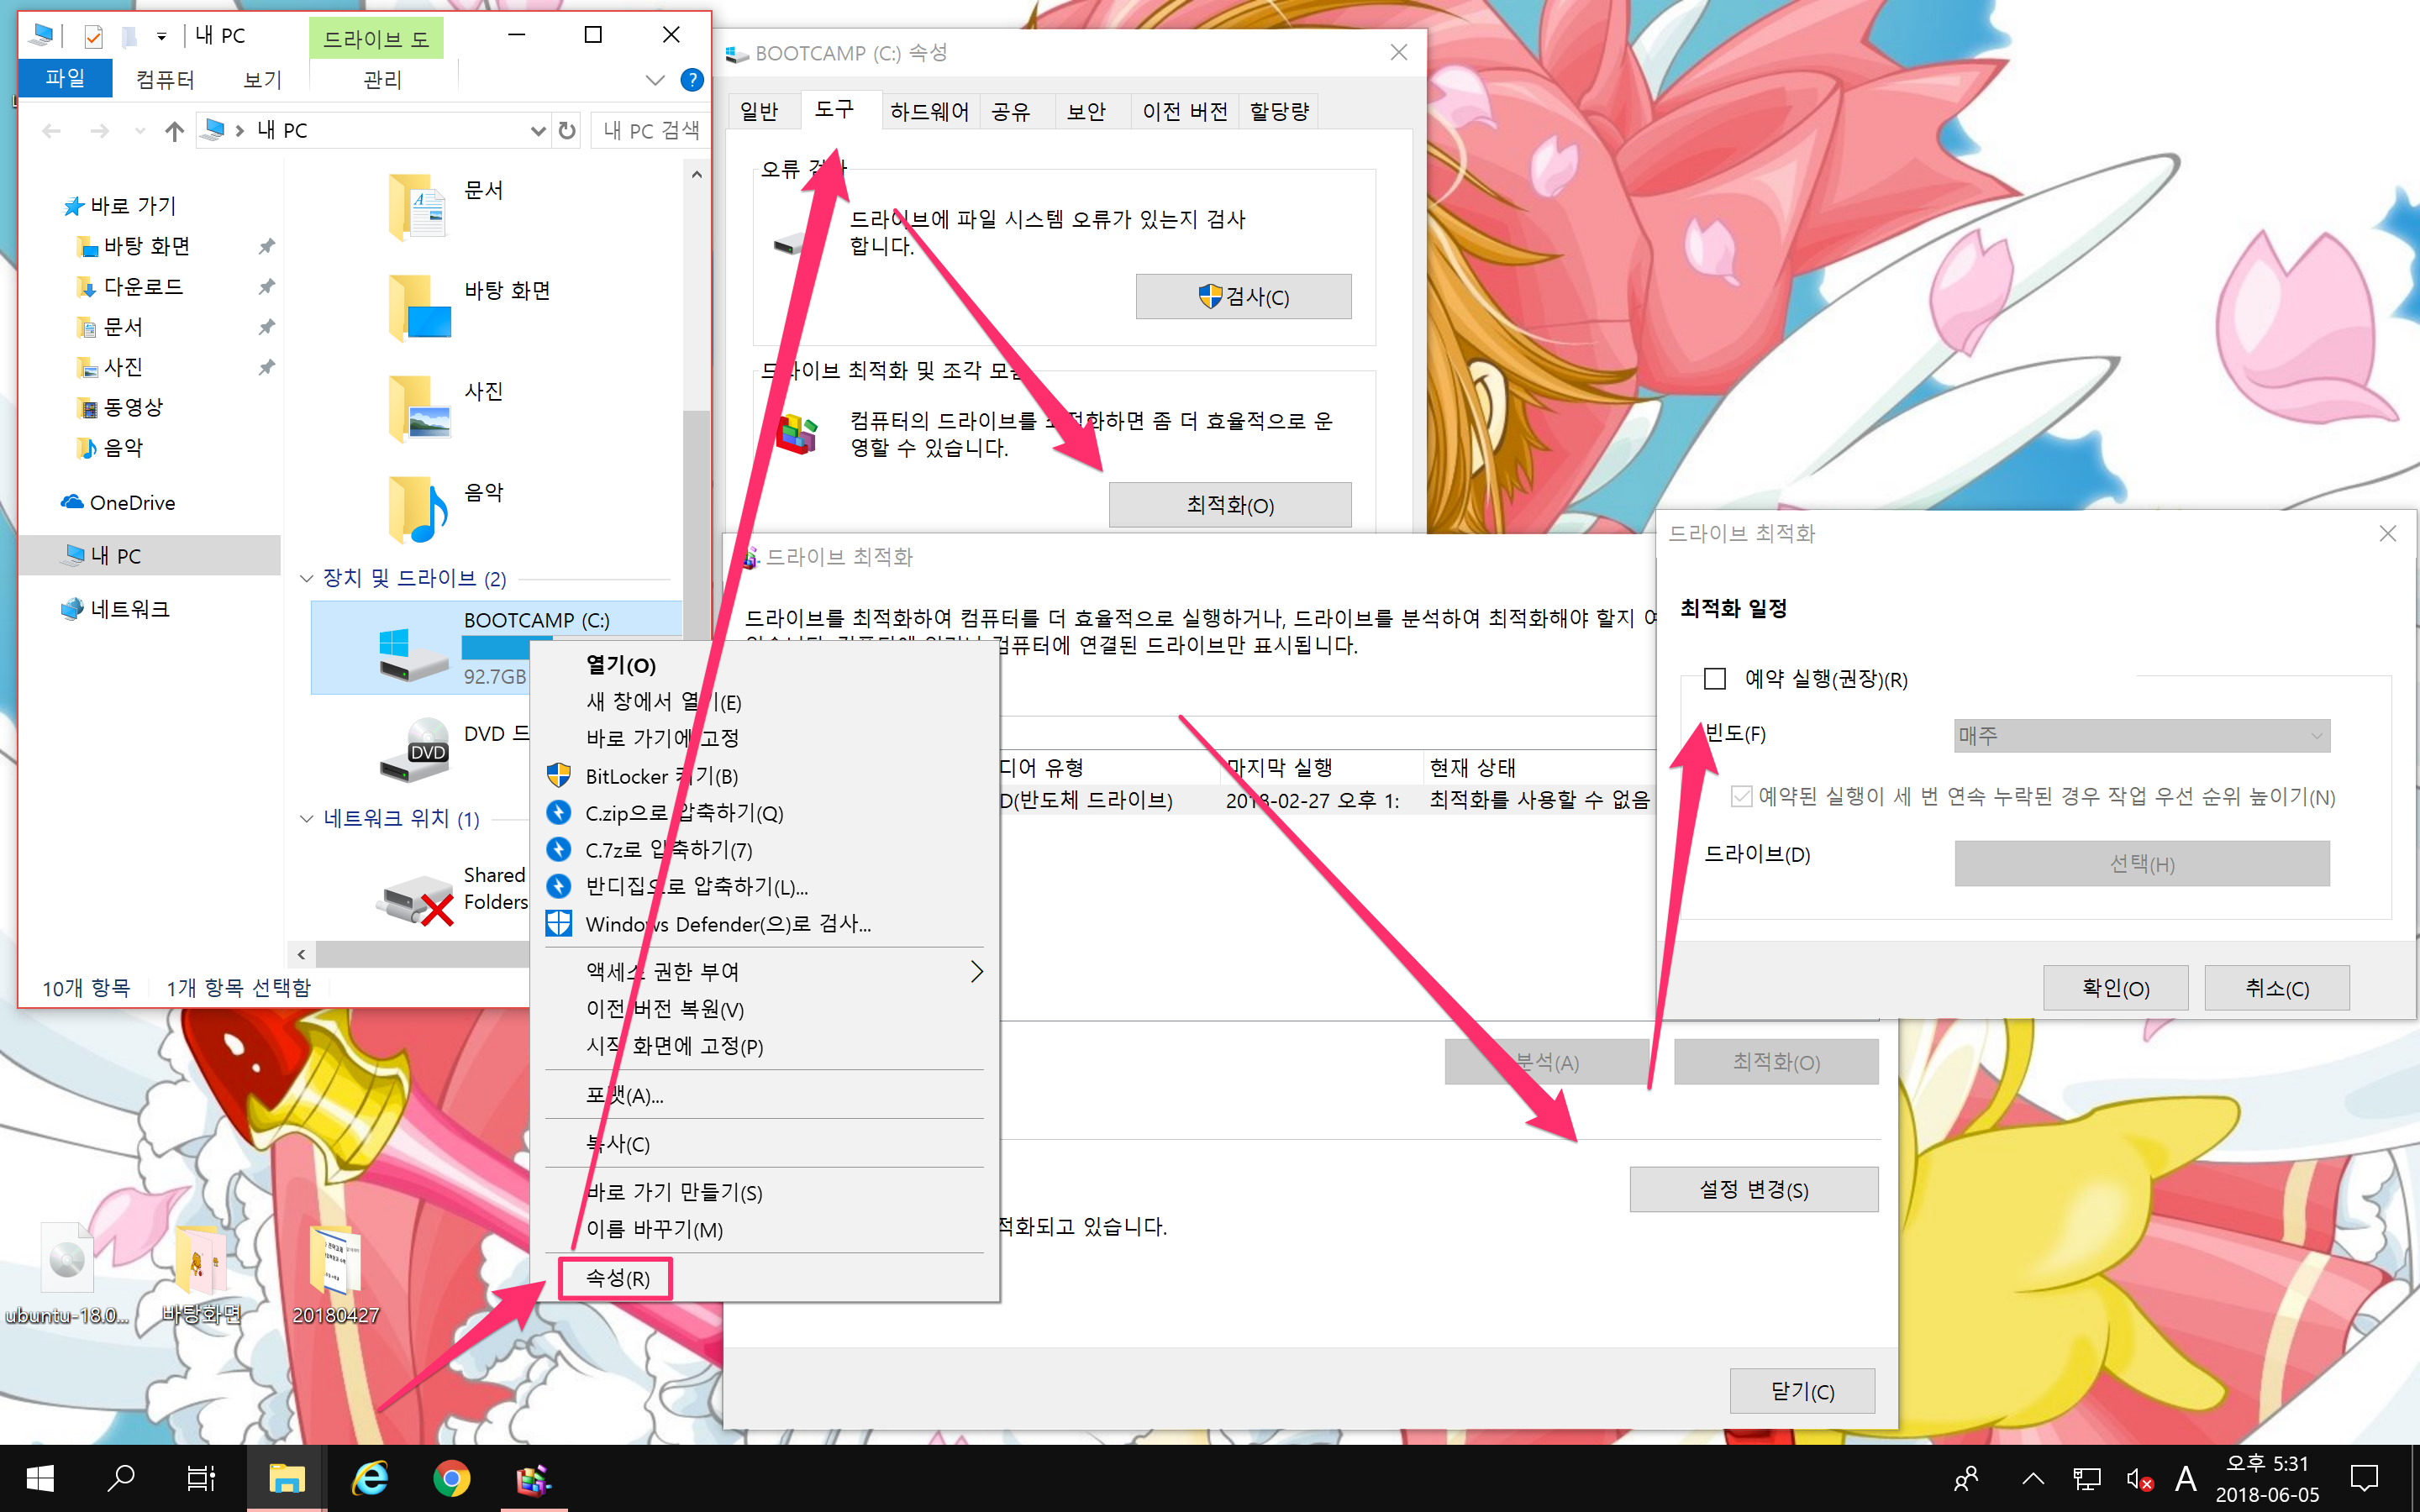 내 PC
드라이브 도
파일
컴퓨터
보기
관리
내 PC
내 PC 검색
바로 가기
바탕 화면
다운로드
문서
사진
동영상
음악
OneDrive
내 PC
네트워크
문서
바탕 화면
사진
음악
장치 및 드라이브 (2)
BOOTCAMP (C:)
92.7GB
DVD 드
네트워크 위치 (1)
Shared
Folders
10개 항목
1개 항목 선택함
열기(O)
새 창에서 열기(E)
바로 가기에 고정
BitLocker 켜기(B)
C.zip으로 압축하기(Q)
C.7z로 압축하기(7)
반디집으로 압축하기(L)...
Windows Defender(으)로 검사...
액세스 권한 부여
이전 버전 복원(V)
시작 화면에 고정(P)
포맷(A)...
복사(C)
바로 가기 만들기(S)
이름 바꾸기(M)
속성(R)
BOOTCAMP (C:) 속성
일반
도구
하드웨어
공유
보안
이전 버전
할당량
오류 검사
드라이브에 파일 시스템 오류가 있는지 검사
합니다.
검사(C)
드라이브 최적화 및 조각 모음
컴퓨터의 드라이브를 최적화하면 좀 더 효율적으로 운
영할 수 있습니다.
최적화(O)
드라이브 최적화
드라이브를 최적화하여 컴퓨터를 더 효율적으로 실행하거나, 드라이브를 분석하여 최적화해야 할지 여
컴퓨터에 연결된 드라이브만 표시됩니다.
디어 유형
마지막 실행
현재 상태
D(반도체 드라이브)
2018-02-27 오후 1:
최적화를 사용할 수 없음
분석(A)
최적화(O)
설정 변경(S)
적화되고 있습니다.
닫기(C)
드라이브 최적화
최적화 일정
예약 실행(권장)(R)
빈도(F)
매주
예약된 실행이 세 번 연속 누락된 경우 작업 우선 순위 높이기(N)
드라이브(D)
선택(H)
확인(O)
취소(C)
ubuntu-18.0...
바탕화면
20180427
A
오후 5:31
2018-06-05